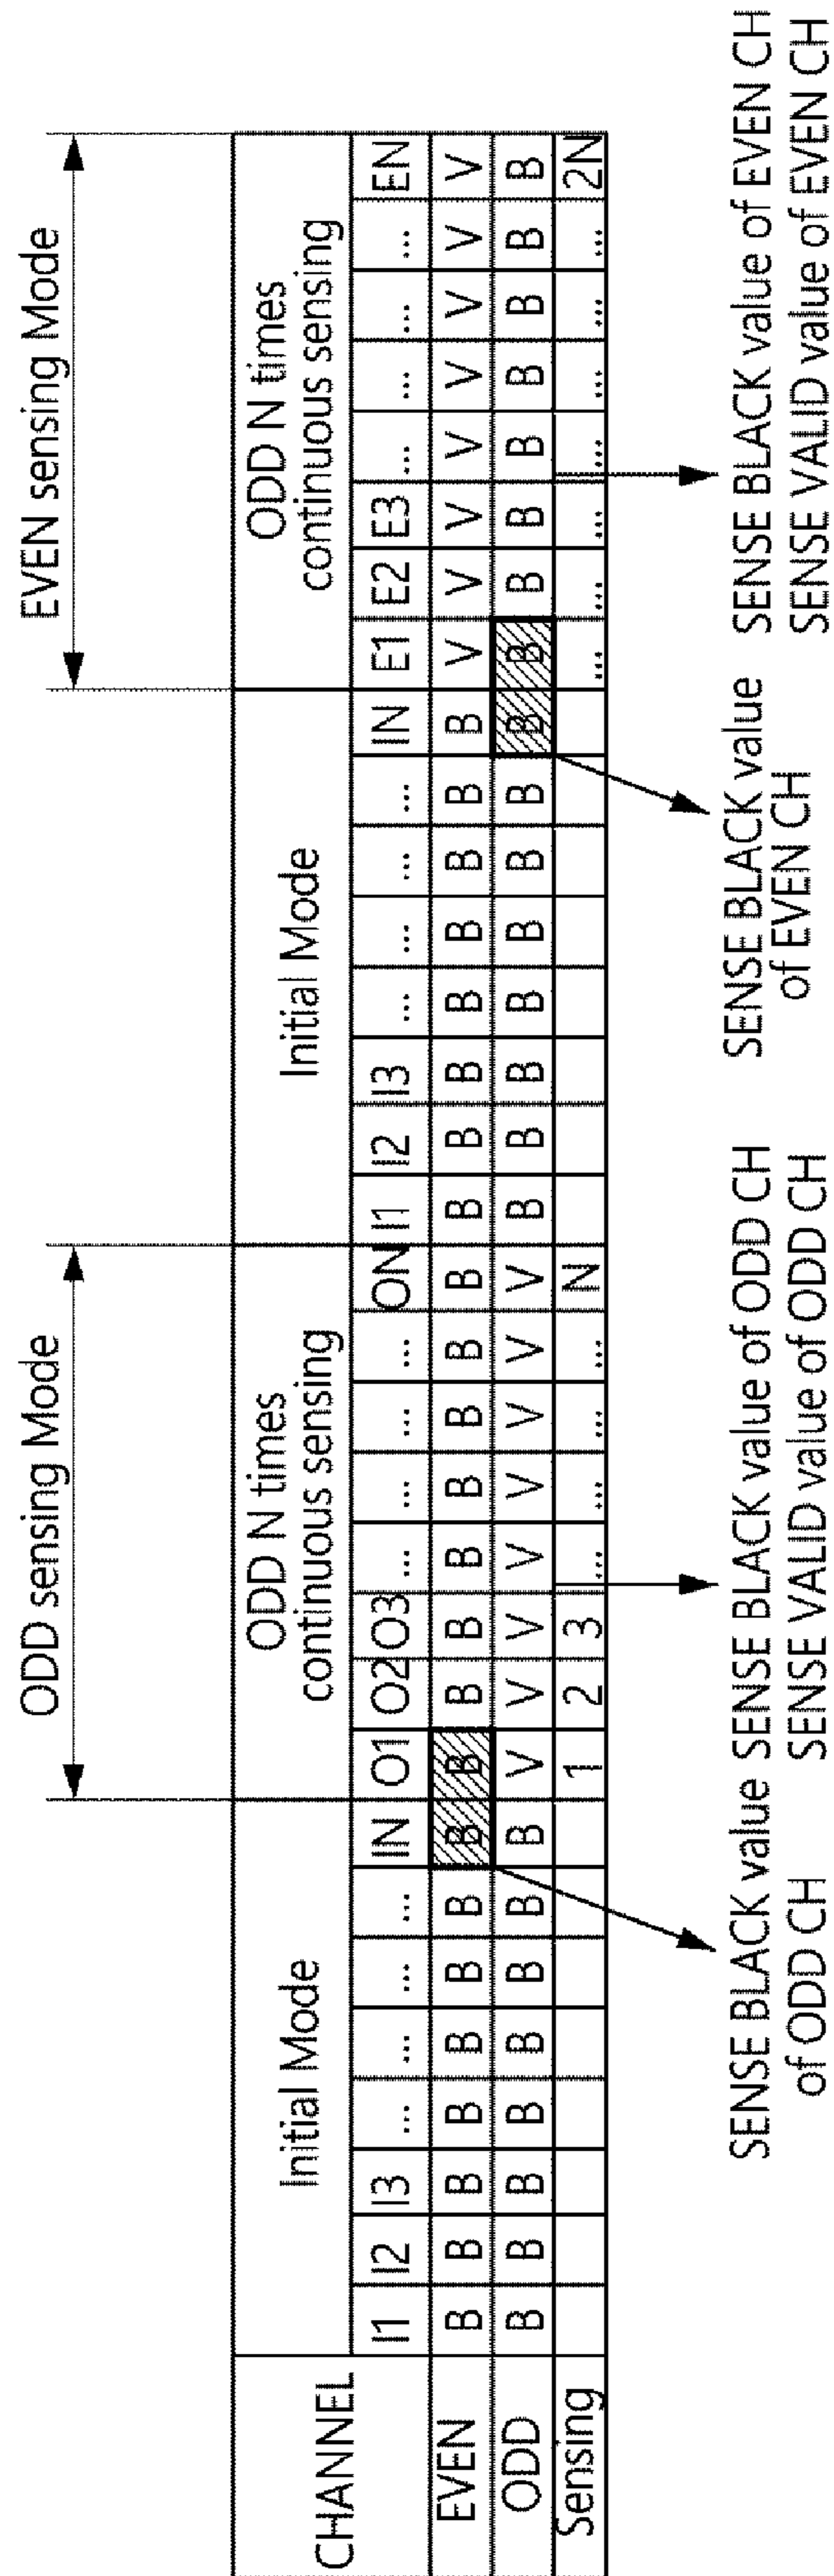 ODD sensing Mode
EVEN sensing Mode
CHANNEL
Initial Mode
ODD N times
continuous sensing
Initial Mode
ODD N times
continuous sensing
I1 I2 I3 ... ... ... ... IN O1 O2 O3 ... ... ... ... ON I1 I2 I3 ... ... ... ... IN E1 E2 E3 ... ... ... ... EN
EVEN B B B B B B B B B B B B B B B B B B B B B B B B V V V V V V V V
ODD B B B B B B B B V V V V V V V V B B B B B B B B B B B B B B B B
Sensing 1 2 3 ... ... ... ... N ... ... ... ... ... ... ... 2N
SENSE BLACK value
of ODD CH
SENSE BLACK value of ODD CH
SENSE VALID value of ODD CH
SENSE BLACK value
of EVEN CH
SENSE BLACK value of EVEN CH
SENSE VALID value of EVEN CH